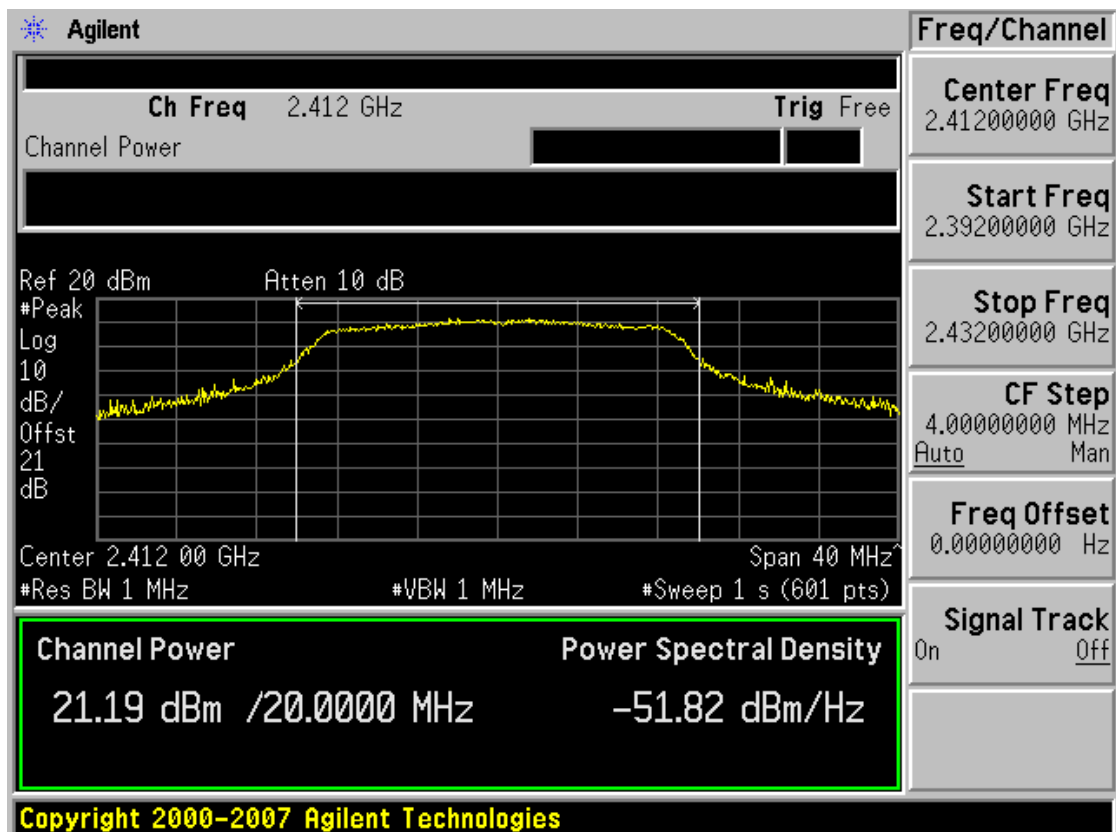 Agilent
Freq/Channel
Ch Freq 2.412 GHz Trig Free
Channel Power
Ref 20 dBm Atten 10 dB
#Peak
Log
10
dB/
Offst
21
dB
Center 2.412 00 GHz Span 40 MHz^
#Res BW 1 MHz #VBW 1 MHz #Sweep 1 s (601 pts)
Channel Power Power Spectral Density
21.19 dBm /20.0000 MHz -51.82 dBm/Hz
Copyright 2000-2007 Agilent Technologies
Center Freq
2.41200000 GHz
Start Freq
2.39200000 GHz
Stop Freq
2.43200000 GHz
CF Step
4.00000000 MHz
Auto Man
Freq Offset
0.00000000 Hz
Signal Track
On Off